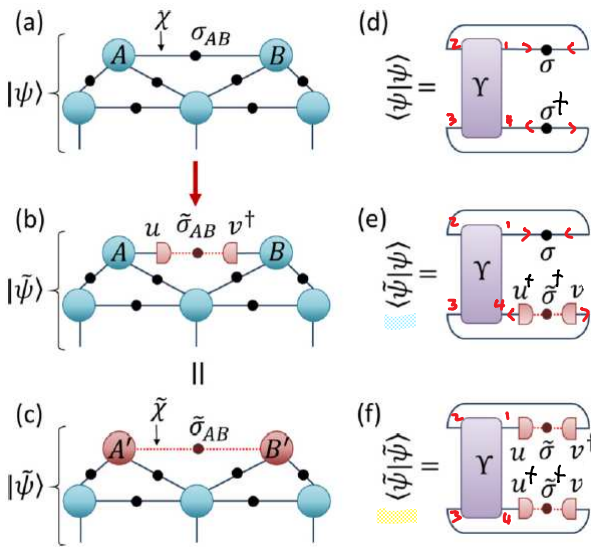 (a)
χ
σ_AB
A
B
|ψ⟩
(b)
u
σ̃_AB
v†
A
B
|ψ̃⟩
=
(c)
χ̃
σ̃_AB
A′
B′
|ψ̃⟩
(d)
⟨ψ|ψ⟩
=
2
1
σ
Υ
σ†
3
4
(e)
⟨ψ̃|ψ⟩
=
2
1
σ
Υ
3
4
u†
σ̃†
v
(f)
⟨ψ̃|ψ̃⟩
=
2
1
Υ
u
σ̃
v†
u†
σ̃†
v
3
4